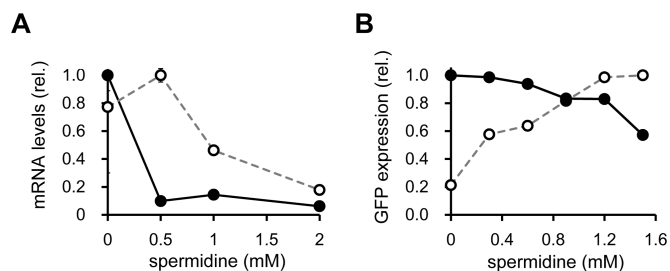 A
mRNA levels (rel.)
1.0
0.8
0.6
0.4
0.2
0
0 0.5 1 1.5 2
spermidine (mM)
B
GFP expression (rel.)
1.0
0.8
0.6
0.4
0.2
0.0
0 0.4 0.8 1.2 1.6
spermidine (mM)